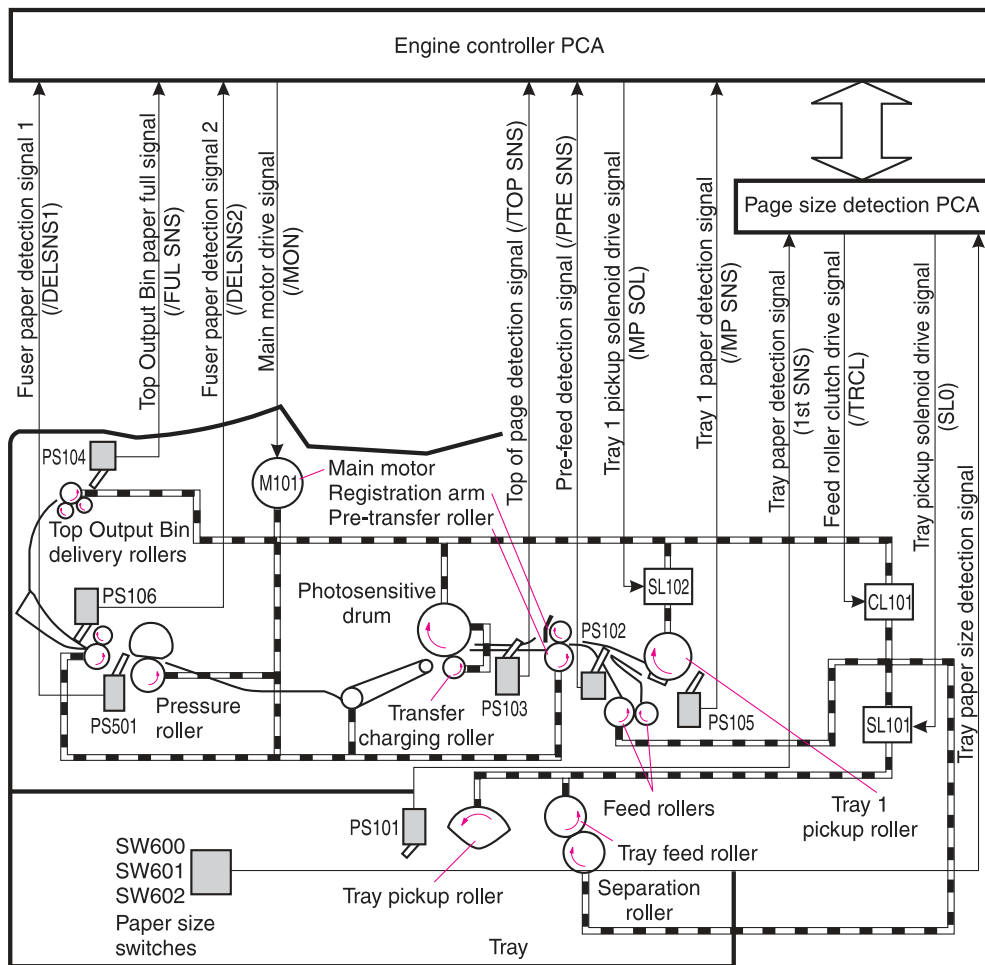 Engine controller PCA
Page size detection PCA
Fuser paper detection signal 1
(/DELSNS1)
Top Output Bin paper full signal
(/FUL SNS)
Fuser paper detection signal 2
(/DELSNS2)
Main motor drive signal
(/MON)
Top of page detection signal (/TOP SNS)
Pre-feed detection signal (/PRE SNS)
Tray 1 pickup solenoid drive signal
(MP SOL)
Tray 1 paper detection signal
(/MP SNS)
Tray paper detection signal
(1st SNS)
Feed roller clutch drive signal
(/TRCL)
Tray pickup solenoid drive signal
(SL0)
Tray paper size detection signal
PS104
M101
Main motor
Registration arm
Pre-transfer roller
Top Output Bin
delivery rollers
PS106
Photosensitive
drum
SL102
CL101
PS102
PS501
Pressure
roller
Transfer
charging roller
PS103
PS105
SL101
Feed rollers
Tray 1
pickup roller
PS101
SW600
SW601
SW602
Paper size
switches
Tray pickup roller
Tray feed roller
Separation
roller
Tray